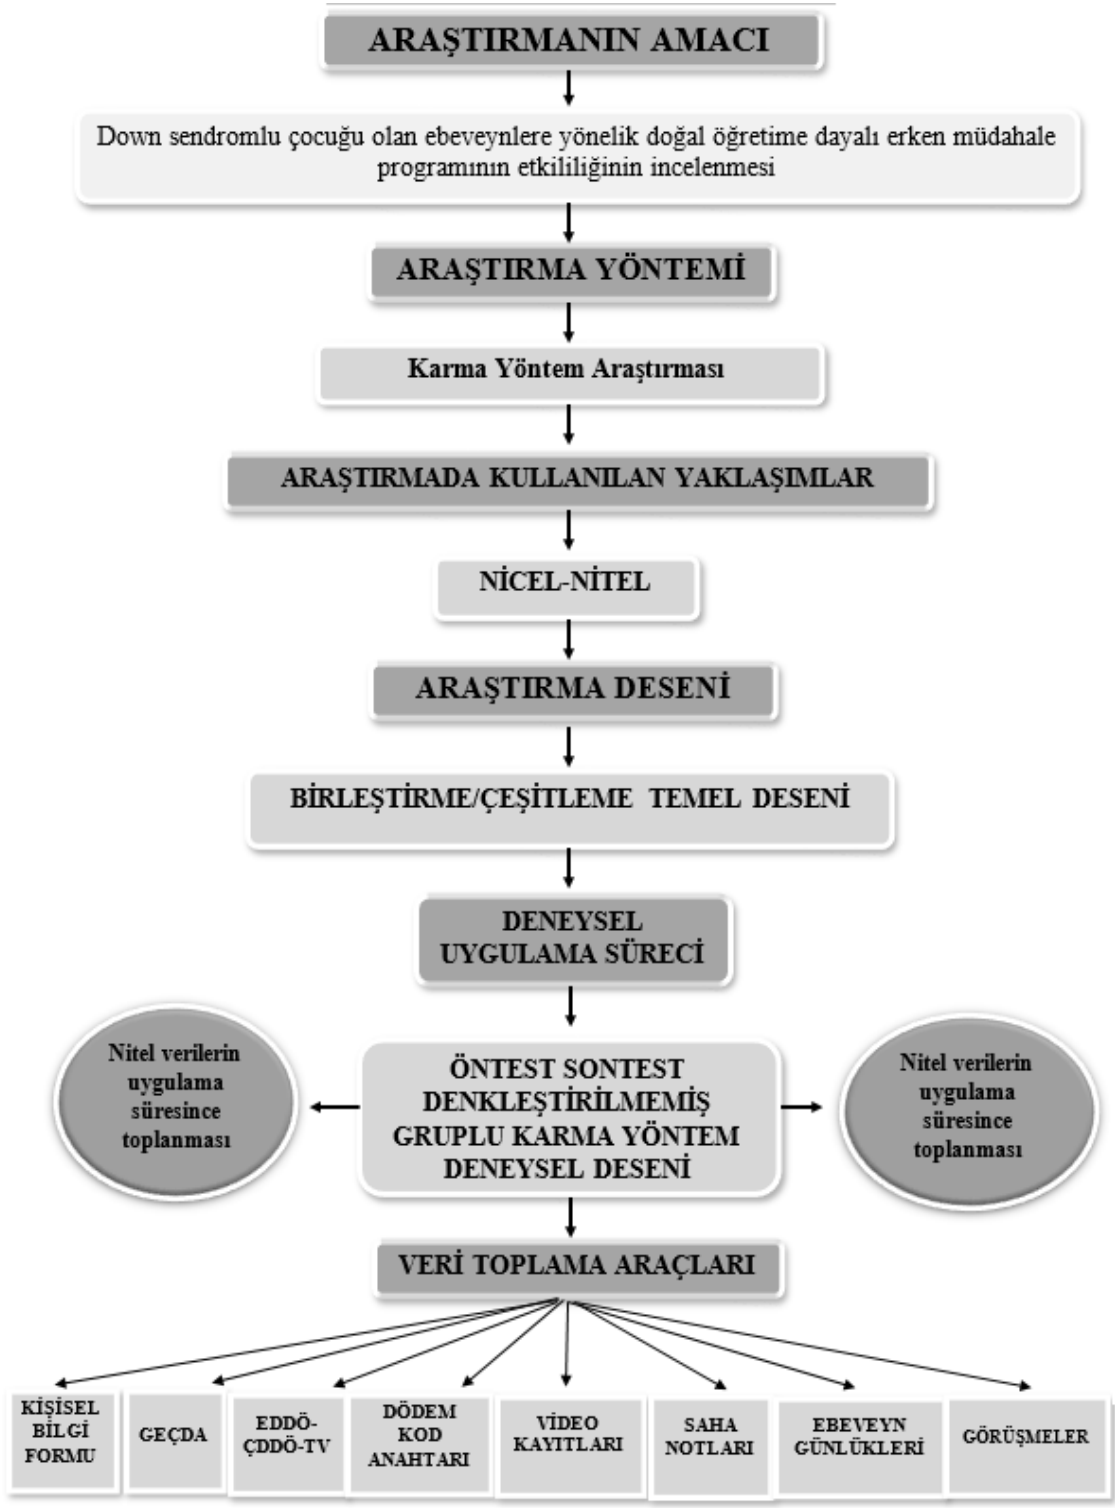 ARAŞTIRMANIN AMACI
Down sendromlu çocuğu olan ebeveynlere yönelik doğal öğretime dayalı erken müdahale
programının etkililiğinin incelenmesi
ARAŞTIRMA YÖNTEMİ
Karma Yöntem Araştırması
ARAŞTIRMADA KULLANILAN YAKLAŞIMLAR
NİCEL-NİTEL
ARAŞTIRMA DESENİ
BİRLEŞTİRME/ÇEŞİTLEME TEMEL DESENİ
DENEYSEL
UYGULAMA SÜRECİ
Nitel verilerin
uygulama
süresince
toplanması
ÖNTEST SONTEST
DENKLEŞTİRİLMEMİŞ
GRUPLU KARMA YÖNTEM
DENEYSEL DESENİ
Nitel verilerin
uygulama
süresince
toplanması
VERİ TOPLAMA ARAÇLARI
KİŞİSEL
BİLGİ
FORMU
GEÇDA
EDDÖ-
ÇDDÖ-TV
DÖDEM
KOD
ANAHTARI
VİDEO
KAYITLARI
SAHA
NOTLARI
EBEVEYN
GÜNLÜKLERİ
GÖRÜŞMELER